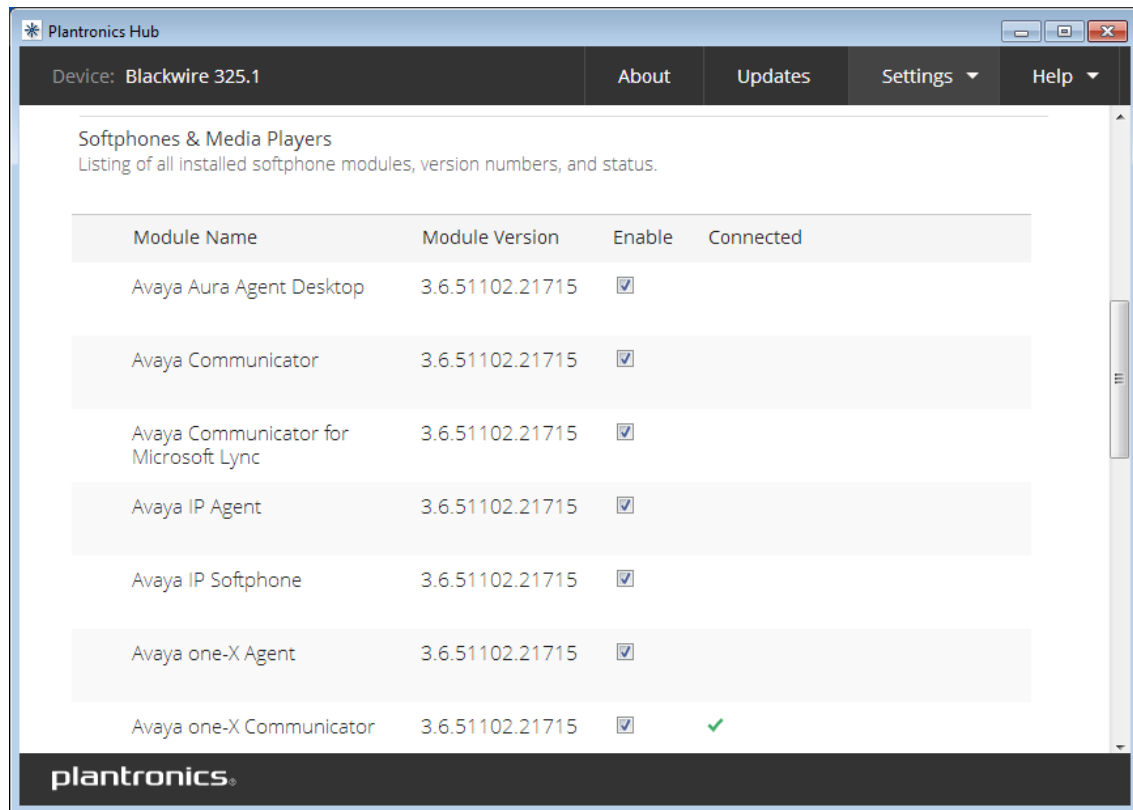 Plantronics Hub
Device: Blackwire 325.1 About Updates Settings Help
Softphones & Media Players
Listing of all installed softphone modules, version numbers, and status.
Module Name Module Version Enable Connected
Avaya Aura Agent Desktop 3.6.51102.21715
Avaya Communicator 3.6.51102.21715
Avaya Communicator for 3.6.51102.21715
Microsoft Lync
Avaya IP Agent 3.6.51102.21715
Avaya IP Softphone 3.6.51102.21715
Avaya one-X Agent 3.6.51102.21715
Avaya one-X Communicator 3.6.51102.21715
plantronics®